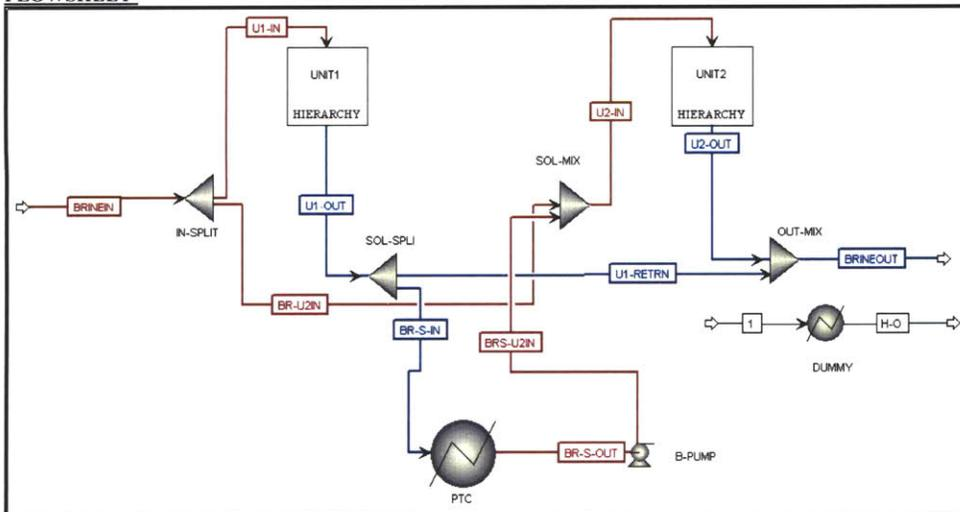 FLOWSHEET
U1-IN
UNIT1
HIERARCHY
UNIT2
HIERARCHY
U2-IN
U2-OUT
SOL-MIX
BRINEIN
IN-SPLIT
U1-OUT
SOL-SPLI
OUT-MIX
BRINEOUT
U1-RETRN
BR-U2IN
BR-S-IN
BRS-U2IN
1
H-O
DUMMY
BR-S-OUT
B-PUMP
PTC